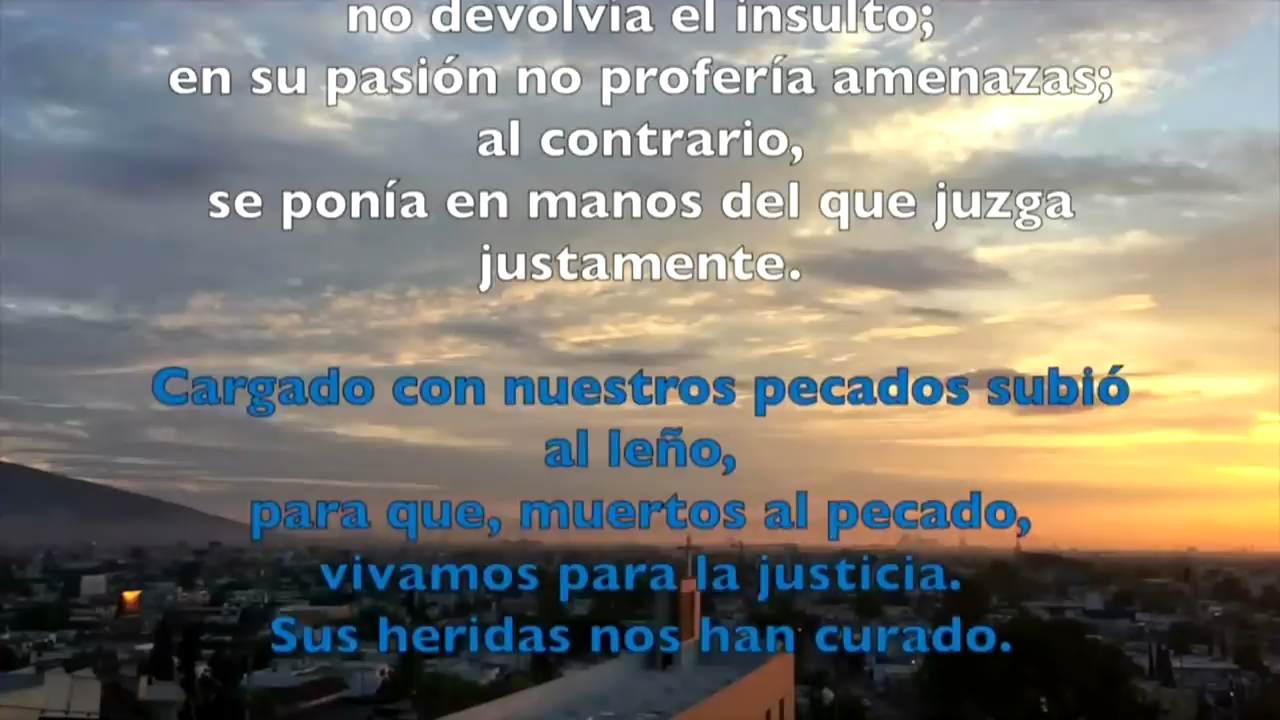 no devolvía el insulto;
en su pasión no profería amenazas;
al contrario,
se ponía en manos del que juzga
justamente.
Cargado con nuestros pecados subió
al leño,
para que, muertos al pecado,
vivamos para la justicia.
Sus heridas nos han curado.